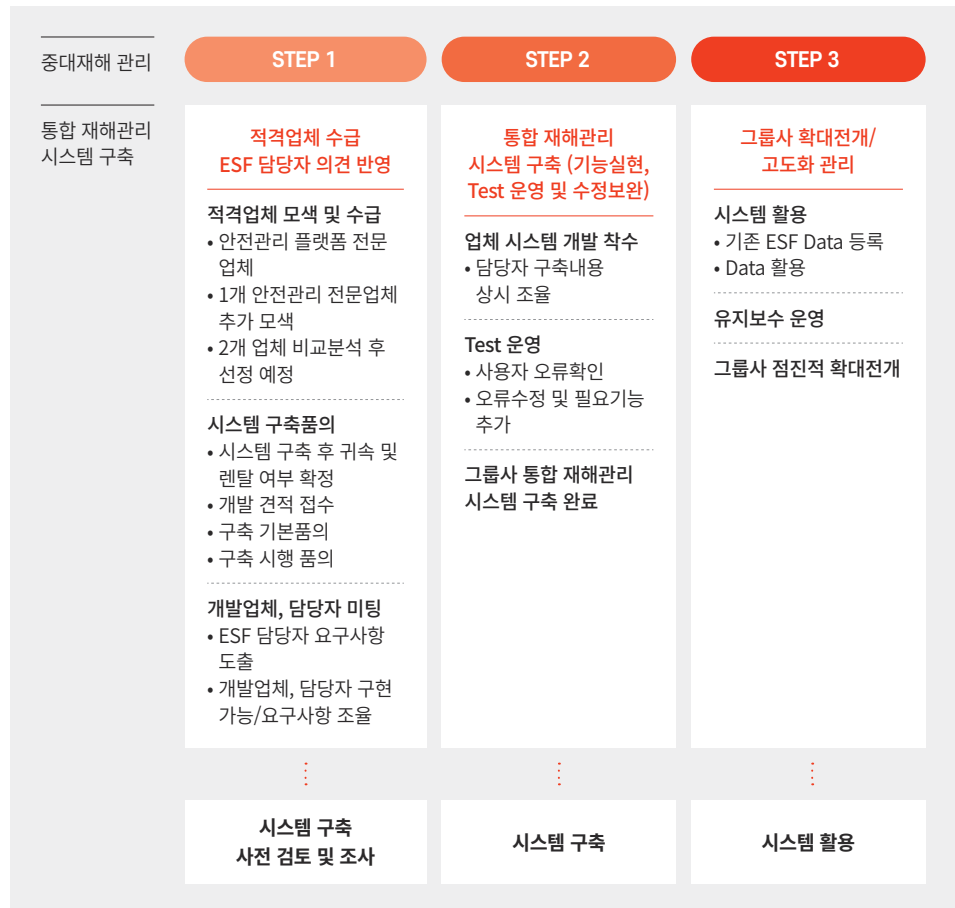 중대재해 관리
STEP 1
STEP 2
STEP 3
통합 재해관리
시스템 구축
적격업체 수급
ESF 담당자 의견 반영
적격업체 모색 및 수급
• 안전관리 플랫폼 전문
업체
• 1개 안전관리 전문업체
추가 모색
• 2개 업체 비교분석 후
선정 예정
시스템 구축품의
• 시스템 구축 후 귀속 및
렌탈 여부 확정
• 개발 견적 접수
• 구축 기본품의
• 구축 시행 품의
개발업체, 담당자 미팅
• ESF 담당자 요구사항
도출
• 개발업체, 담당자 구현
가능/요구사항 조율
시스템 구축
사전 검토 및 조사
통합 재해관리
시스템 구축 (기능실현,
Test 운영 및 수정보완)
업체 시스템 개발 착수
• 담당자 구축내용
상시 조율
Test 운영
• 사용자 오류확인
• 오류수정 및 필요기능
추가
그룹사 통합 재해관리
시스템 구축 완료
시스템 구축
그룹사 확대전개/
고도화 관리
시스템 활용
• 기존 ESF Data 등록
• Data 활용
유지보수 운영
그룹사 점진적 확대전개
시스템 활용